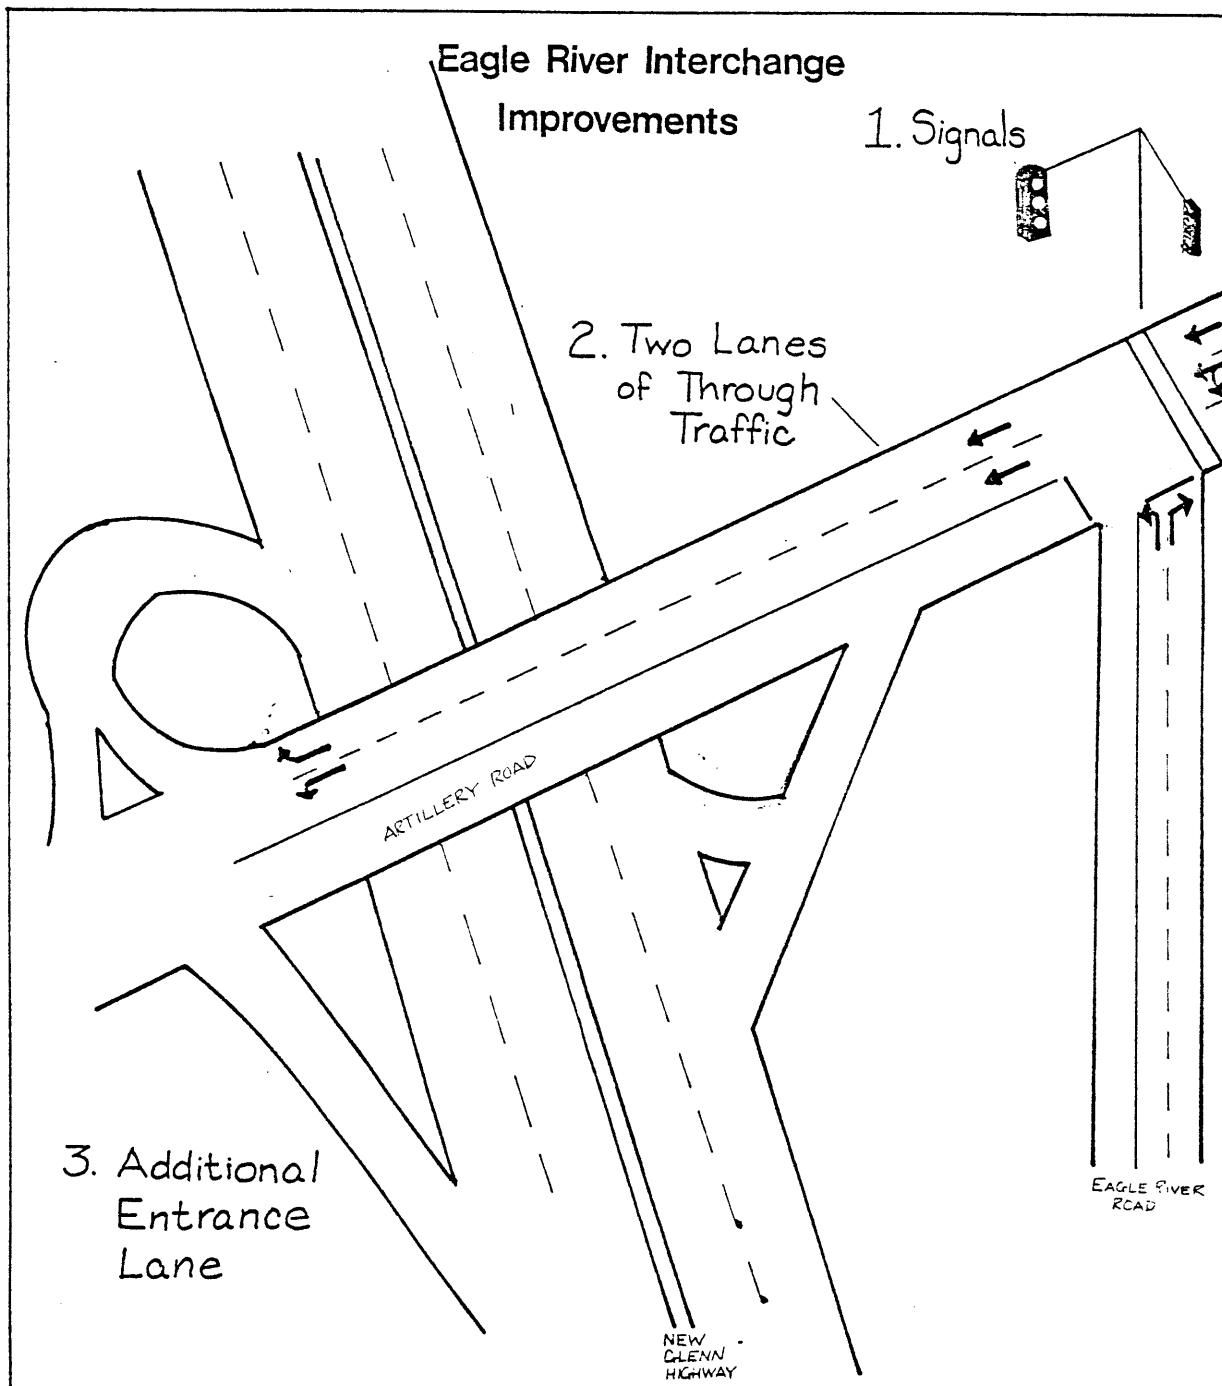 Eagle River Interchange
Improvements
1. Signals
2. Two Lanes
of Through
Traffic
ARTILLERY ROAD
3. Additional
Entrance
Lane
EAGLE RIVER
ROAD
NEW
GLENN
HIGHWAY